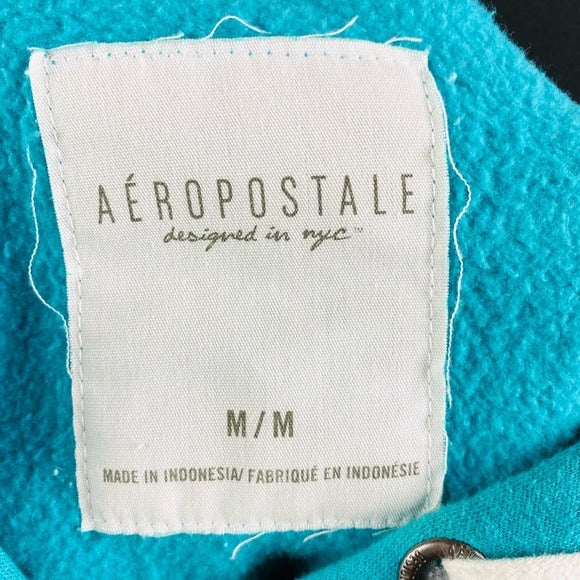 AÉROPOSTALE
designed in nyc™
M/M
MADE IN INDONESIA/ FABRIQUÉ EN INDONÉSIE